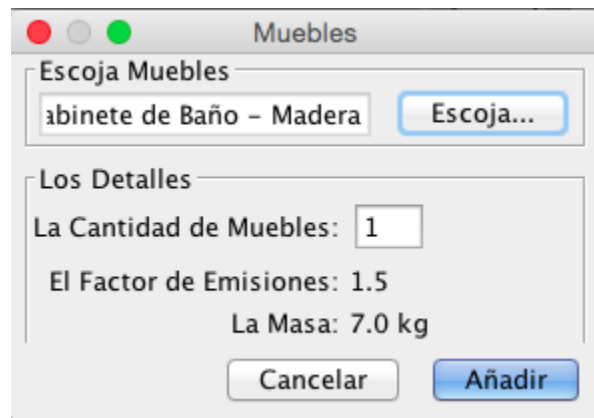 Muebles
Escoja Muebles
abinete de Baño – Madera Escoja...
Los Detalles
La Cantidad de Muebles: 1
El Factor de Emisiones: 1.5
La Masa: 7.0 kg
Cancelar Añadir